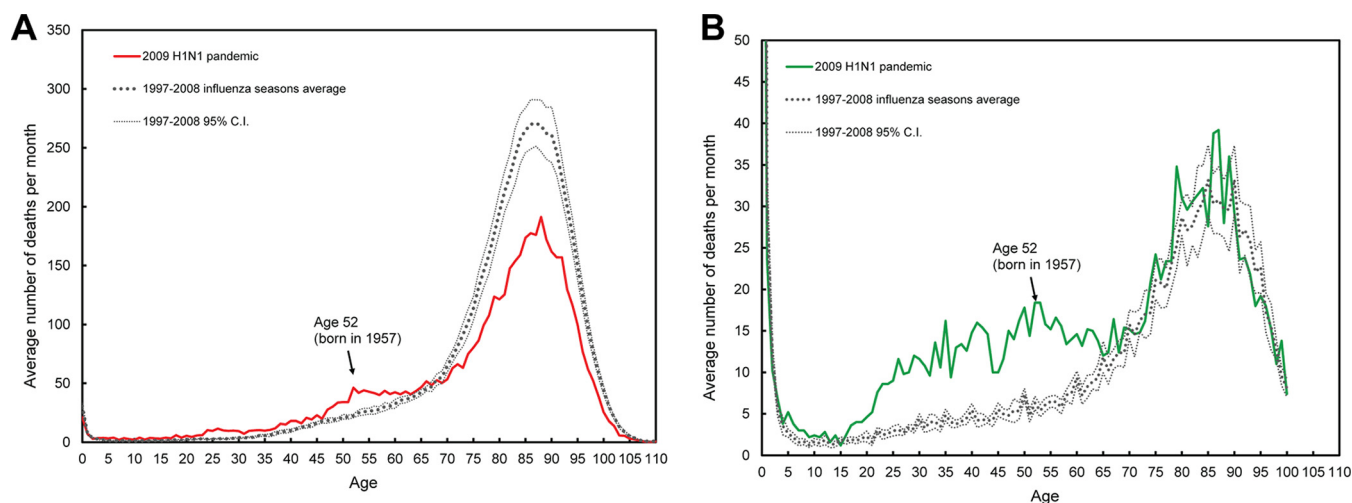 A
Average number of deaths per month
350
300
250
200
150
100
50
0
2009 H1N1 pandemic
1997-2008 influenza seasons average
1997-2008 95% C.I.
Age 52
(born in 1957)
0 5 10 15 20 25 30 35 40 45 50 55 60 65 70 75 80 85 90 95 100 105 110
Age
B
Average number of deaths per month
50
45
40
35
30
25
20
15
10
5
0
2009 H1N1 pandemic
1997-2008 influenza seasons average
1997-2008 95% C.I.
Age 52
(born in 1957)
0 5 10 15 20 25 30 35 40 45 50 55 60 65 70 75 80 85 90 95 100 105 110
Age